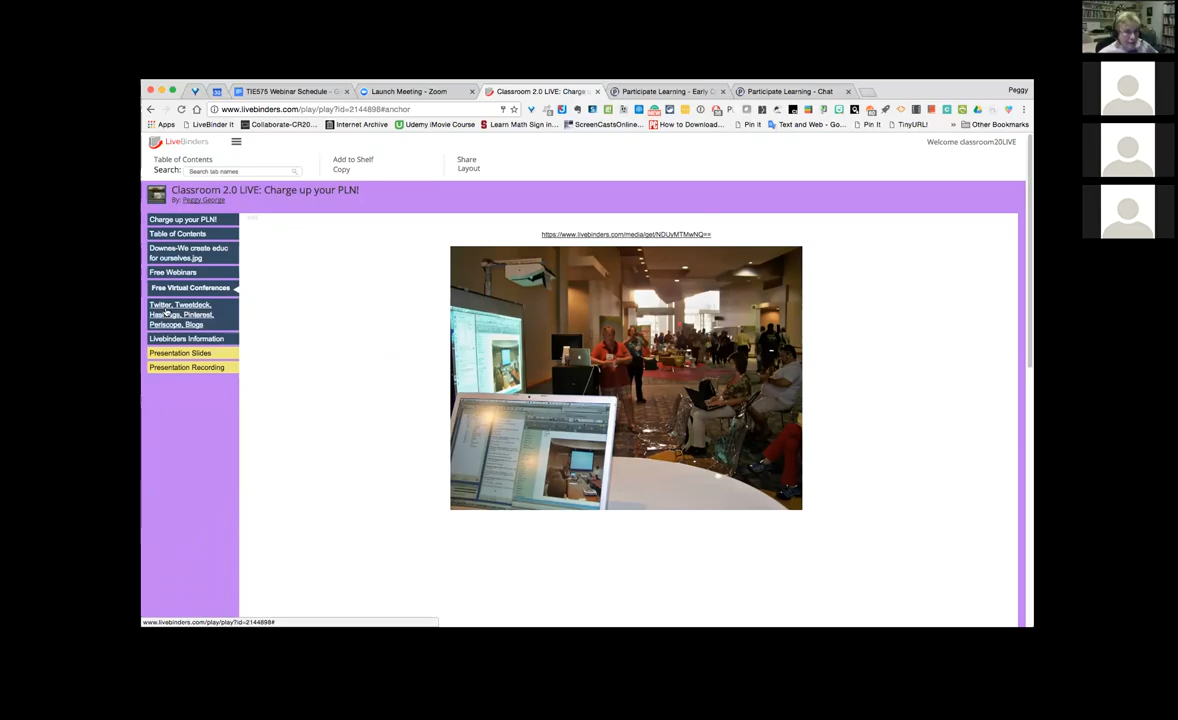 TIE575 Webinar Schedule - G
Launch Meeting - Zoom
Classroom 2.0 LIVE: Charge up
Participate Learning - Early C
Participate Learning - Chat
Peggy
www.livebinders.com/play/play?id=2144898#anchor
Apps
LiveBinder It
Collaborate-CR20...
Internet Archive
Udemy iMovie Course
Learn Math Sign in...
ScreenCastsOnline...
How to Download...
Pin it
Text and Web - Goo...
Pin It
TinyURL!
» Other Bookmarks
LiveBinders
Welcome classroom20LIVE
Table of Contents
Add to Shelf
Share
Search: Search tab names
Copy
Layout
Classroom 2.0 LIVE: Charge up your PLN!
By: Peggy George
Charge up your PLN!
Table of Contents
Downes-We create educ
for ourselves.jpg
Free Webinars
Free Virtual Conferences
Twitter, Tweetdeck,
Hashtags, Pinterest,
Periscope, Blogs
Livebinders Information
Presentation Slides
Presentation Recording
https://www.livebinders.com/media/get/NDUyMTMwNQ==
www.livebinders.com/play/play?id=2144898#